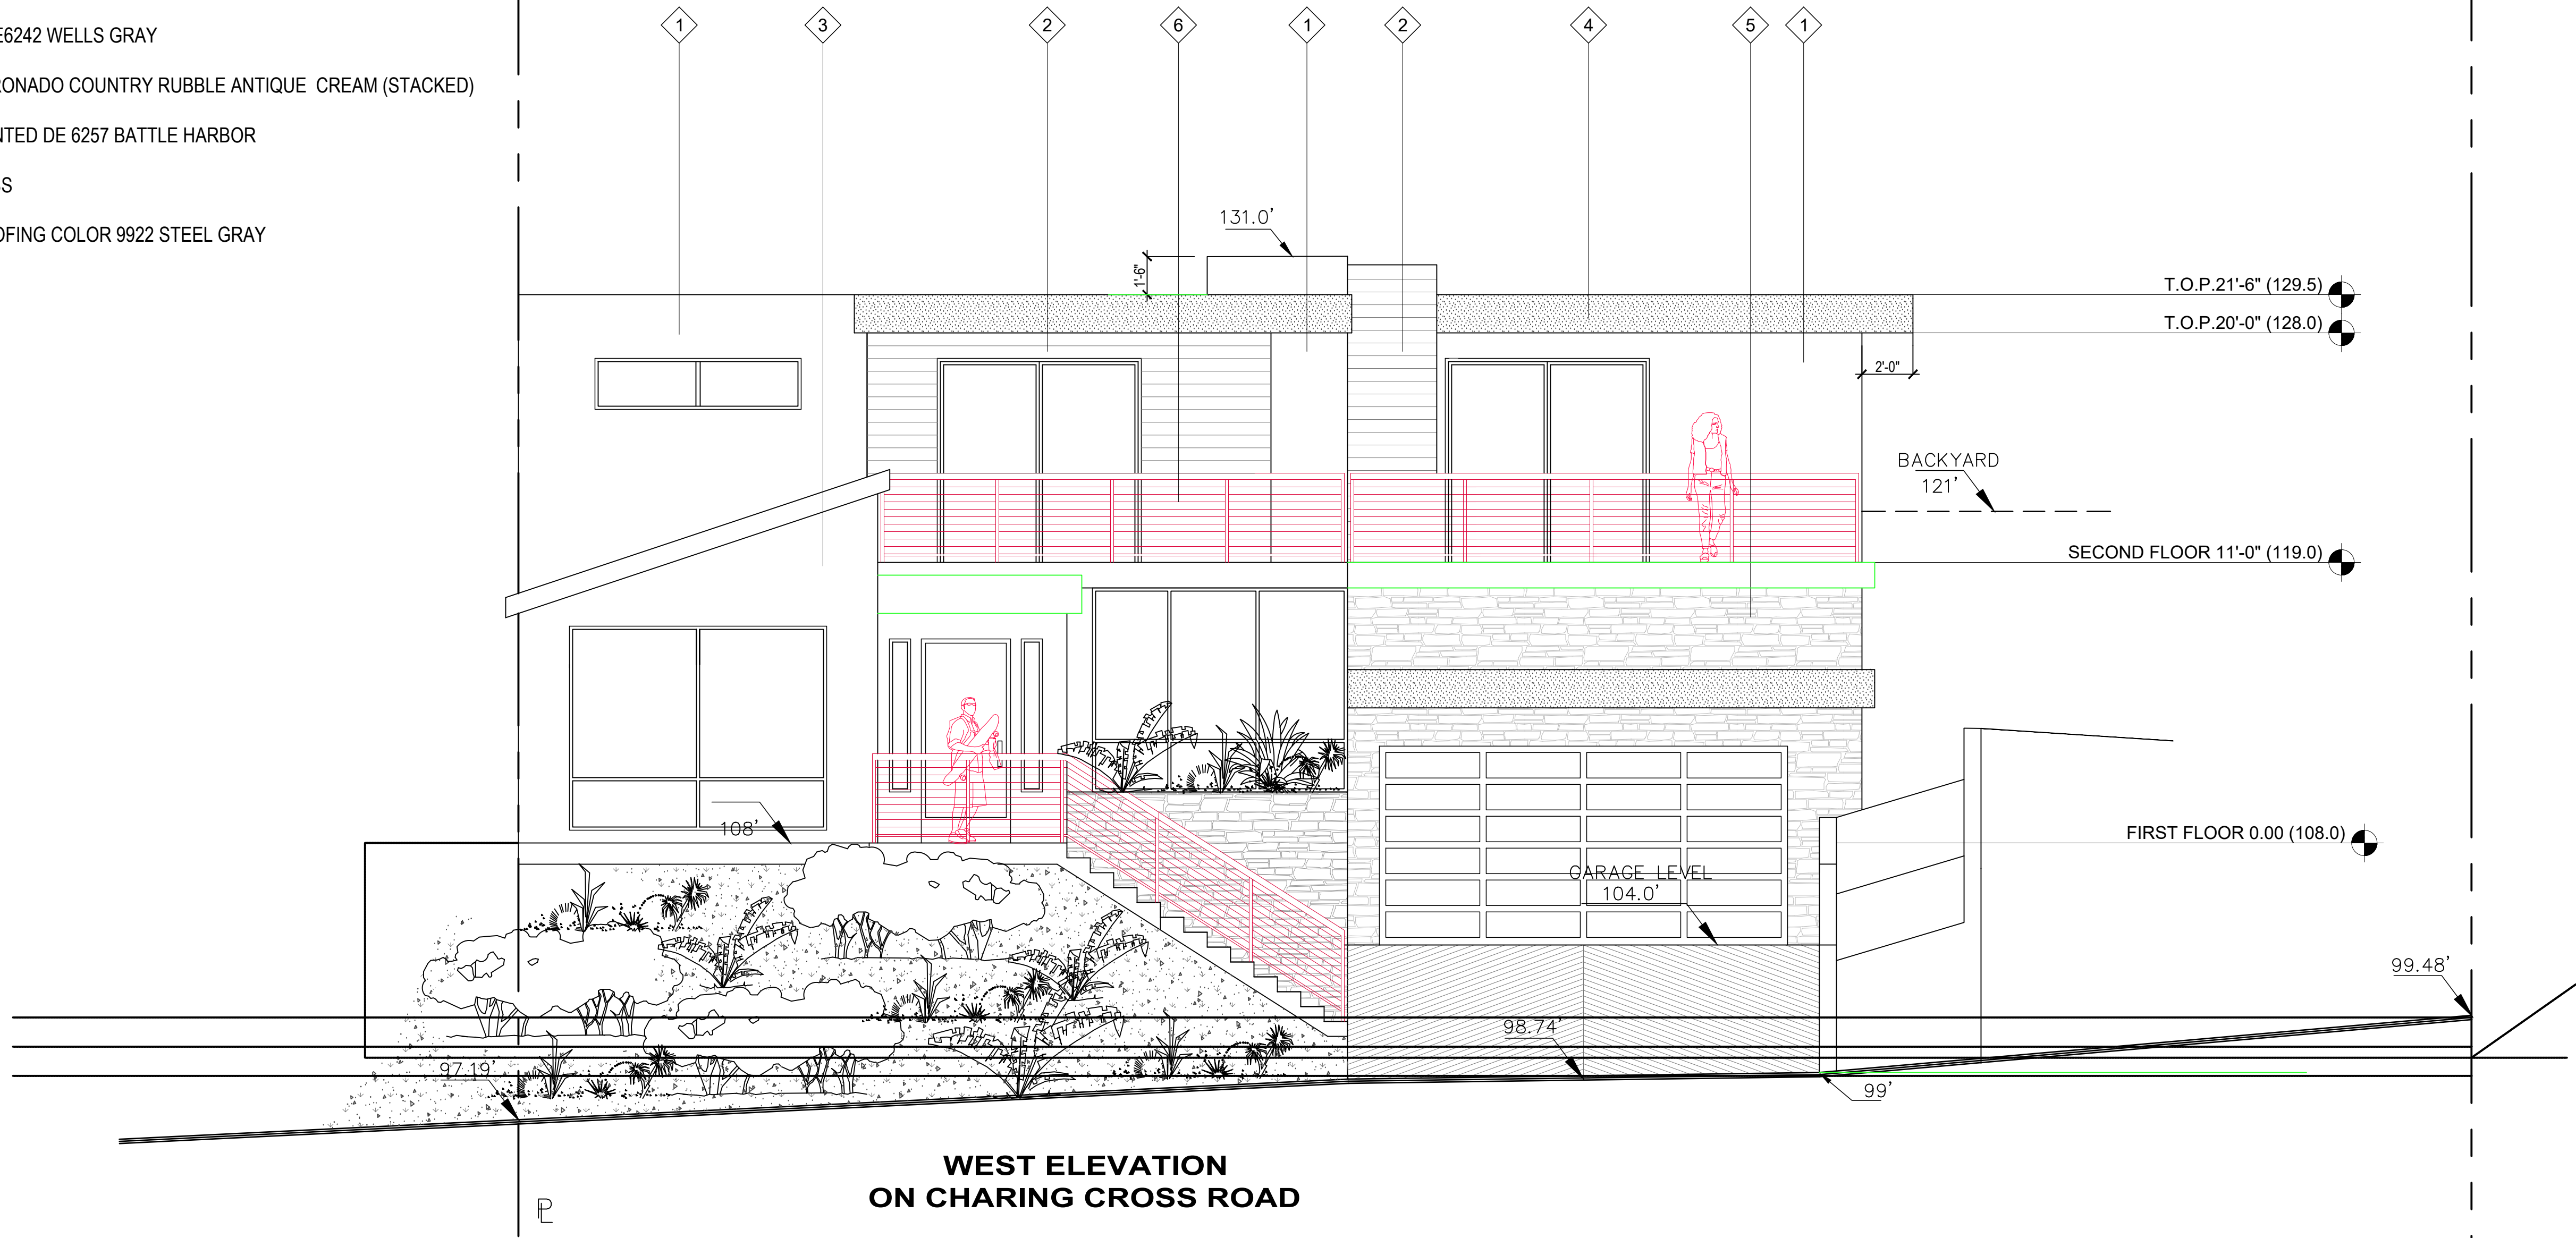 E6242 WELLS GRAY
RONADO COUNTRY RUBBLE ANTIQUE CREAM (STACKED)
NTED DE 6257 BATTLE HARBOR
SS
OFING COLOR 9922 STEEL GRAY
1 3 2 6 1 2 4 5 1
131.0'
1'-6"
T.O.P.21'-6" (129.5)
T.O.P.20'-0" (128.0)
2'-0"
BACKYARD
121'
SECOND FLOOR 11'-0" (119.0)
108'
FIRST FLOOR 0.00 (108.0)
GARAGE LEVEL
104.0'
99.48'
98.74'
97.19'
99'
WEST ELEVATION
ON CHARING CROSS ROAD
PL